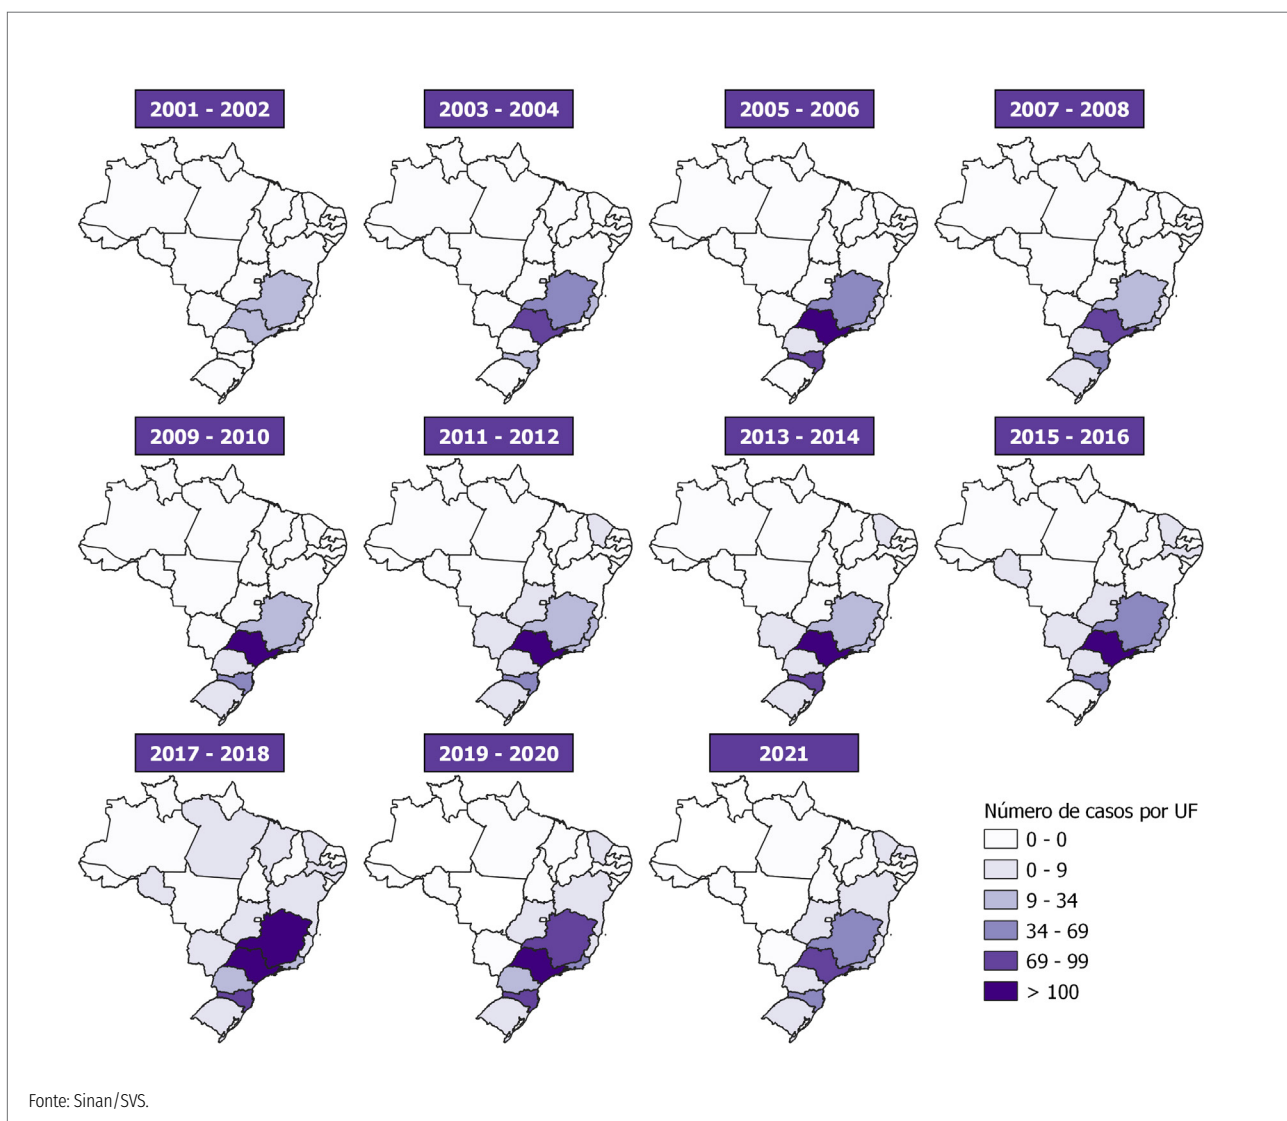 2001 - 2002
2003 - 2004
2005 - 2006
2007 - 2008
2009 - 2010
2011 - 2012
2013 - 2014
2015 - 2016
2017 - 2018
2019 - 2020
2021
Número de casos por UF
0 - 0
0 - 9
9 - 34
34 - 69
69 - 99
> 100
Fonte: Sinan/SVS.